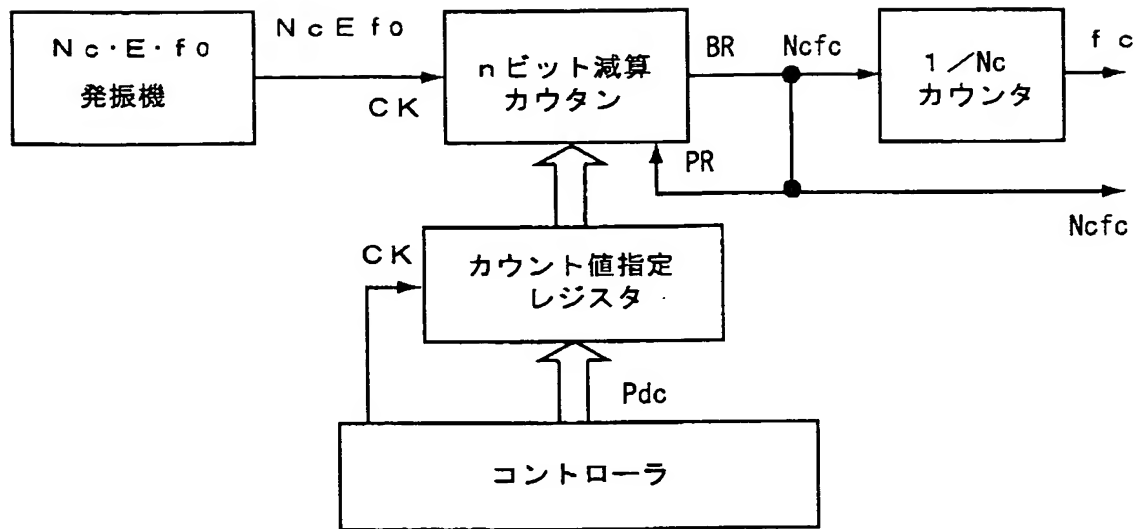 Ｎｃ・Ｅ・ｆ０
発振機
ＮｃＥｆ０
ＣＫ
ｎビット減算
カウタン
BR
Ncfc
１／Nc
カウンタ
ｆｃ
PR
Ncfc
ＣＫ
カウント値指定
レジスタ
Pdc
コントローラ